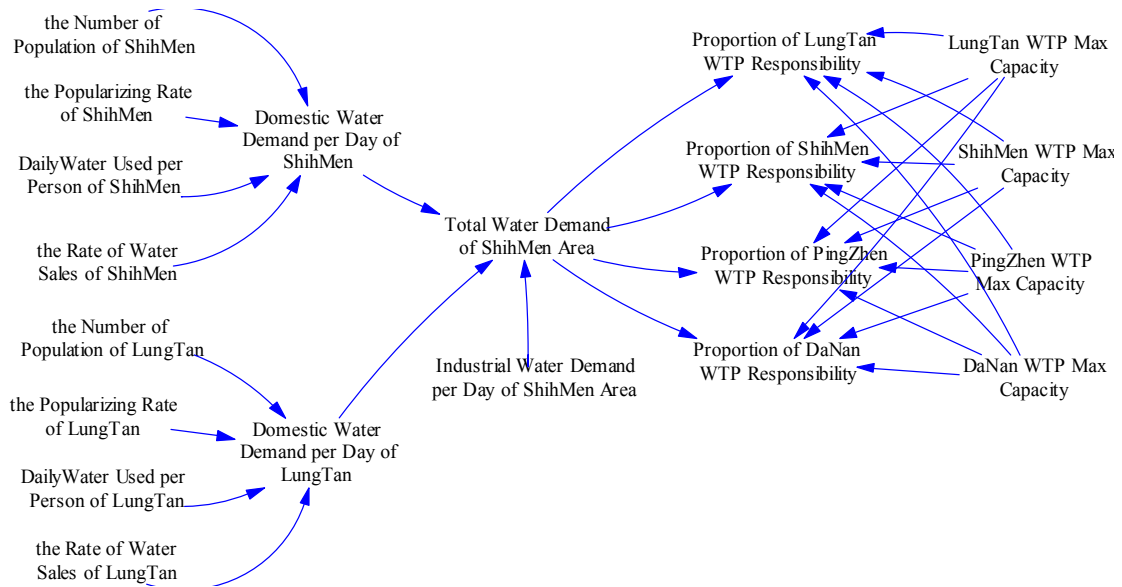 the Number of
Population of ShihMen
the Popularizing Rate
of ShihMen
DailyWater Used per
Person of ShihMen
the Rate of Water
Sales of ShihMen
Domestic Water
Demand per Day of
ShihMen
the Number of
Population of LungTan
the Popularizing Rate
of LungTan
DailyWater Used per
Person of LungTan
the Rate of Water
Sales of LungTan
Domestic Water
Demand per Day of
LungTan
Total Water Demand
of ShihMen Area
Industrial Water Demand
per Day of ShihMen Area
Proportion of LungTan
WTP Responsibility
Proportion of ShihMen
WTP Responsibility
Proportion of PingZhen
WTP Responsibility
Proportion of DaNan
WTP Responsibility
LungTan WTP Max
Capacity
ShihMen WTP Max
Capacity
PingZhen WTP
Max Capacity
DaNan WTP Max
Capacity